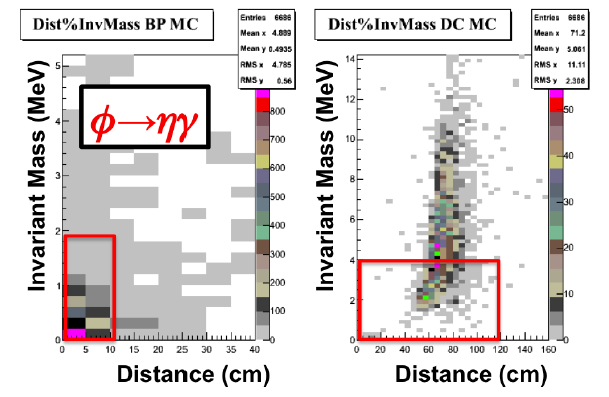 Dist%InvMass BP MC
Entries 6686
Mean x 4.889
Mean y 0.4935
RMS x 4.785
RMS y 0.56
ϕ→ηγ
Invariant Mass (MeV)
5
4
3
2
1
0
0 5 10 15 20 25 30 35 40
800
700
600
500
400
300
200
100
0
Distance (cm)
Dist%InvMass DC MC
Entries 6686
Mean x 71.2
Mean y 5.061
RMS x 11.11
RMS y 2.308
Invariant Mass (MeV)
14
12
10
8
6
4
2
0
0 20 40 60 80 100 120 140 160
50
40
30
20
10
0
Distance (cm)